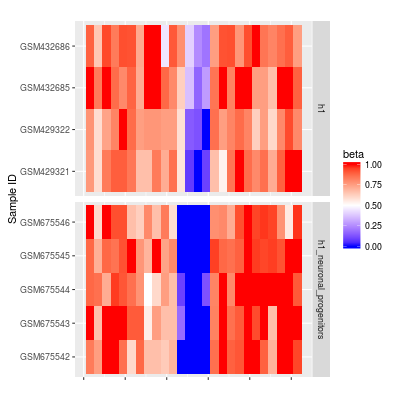 GSM432686
GSM432685
GSM429322
GSM429321
h1
GSM675546
GSM675545
GSM675544
GSM675543
GSM675542
h1_neuronal_progenitors
Sample ID
beta
1.00
0.75
0.50
0.25
0.00